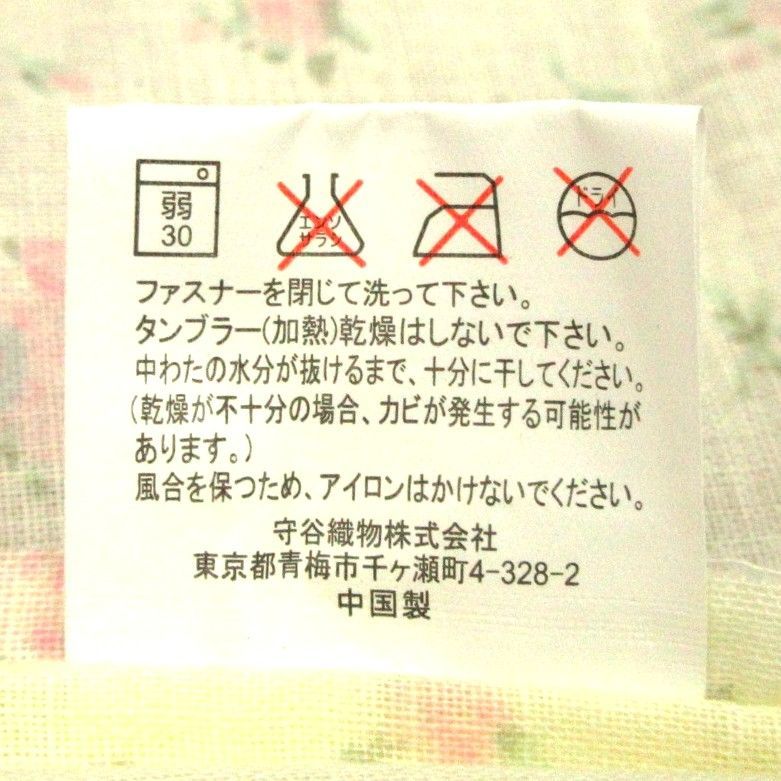 弱
30
エンソ
サラシ
ドライ
ファスナーを閉じて洗って下さい。
タンブラー(加熱)乾燥はしないで下さい。
中わたの水分が抜けるまで、十分に干してください。
(乾燥が不十分の場合、カビが発生する可能性が
あります。)
風合を保つため、アイロンはかけないでください。
守谷織物株式会社
東京都青梅市千ヶ瀬町4-328-2
中国製